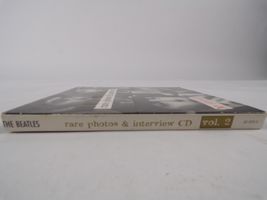 THE BEATLES rare photos & interview CD vol. 2